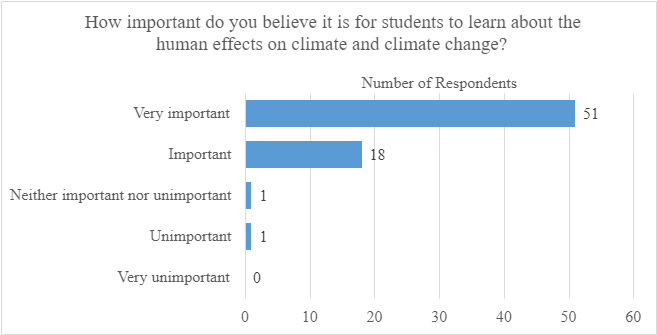 How important do you believe it is for students to learn about the
human effects on climate and climate change?
Number of Respondents
Very important 51
Important 18
Neither important nor unimportant 1
Unimportant 1
Very unimportant 0
0 10 20 30 40 50 60